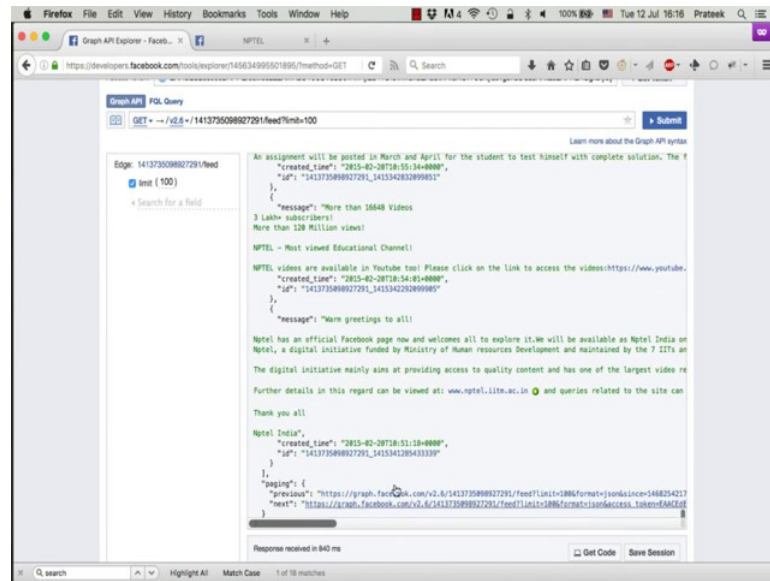 Firefox File Edit View History Bookmarks Tools Window Help 4 100% Tue 12 Jul 16:16 Prateek
Graph API Explorer - Faceb... × NPTEL × +
https://developers.facebook.com/tools/explorer/145634995501895/?method=GET Search
Graph API FQL Query
GET → /v2.6 /1413735098927291/feed?limit=100 Submit
Learn more about the Graph API syntax
Edge: 1413735098927291/feed
limit (100)
+ Search for a field
An assignment will be posted in March and April for the student to test himself with complete solution. The f
"created_time": "2015-02-20T10:55:34+0000",
"id": "1413735098927291_1415342832099851"
},
{
"message": "More than 16648 Videos
3 Lakh+ subscribers!
More than 120 Million views!
NPTEL - Most viewed Educational Channel!
NPTEL videos are available in Youtube too! Please click on the link to access the videos:https://www.youtube.
"created_time": "2015-02-20T10:54:01+0000",
"id": "1413735098927291_1415342292099905"
},
{
"message": "Warm greetings to all!
Nptel has an official Facebook page now and welcomes all to explore it.We will be available as Nptel India on
Nptel, a digital initiative funded by Ministry of Human resources Development and maintained by the 7 IITs an
The digital initiative mainly aims at providing access to quality content and has one of the largest video re
Further details in this regard can be viewed at: www.nptel.iitm.ac.in and queries related to the site can
Thank you all
Nptel India",
"created_time": "2015-02-20T10:51:18+0000",
"id": "1413735098927291_1415341285433339"
}
],
"paging": {
"previous": "https://graph.facebook.com/v2.6/1413735098927291/feed?limit=100&format=json&since=1468254217
"next": "https://graph.facebook.com/v2.6/1413735098927291/feed?limit=100&format=json&access_token=EAACEdE
}
Response received in 840 ms
Get Code Save Session
× search Highlight All Match Case 1 of 18 matches